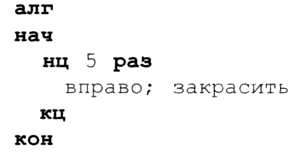 алг
нач
нц 5 раз
вправо; закрасить
кц
кон